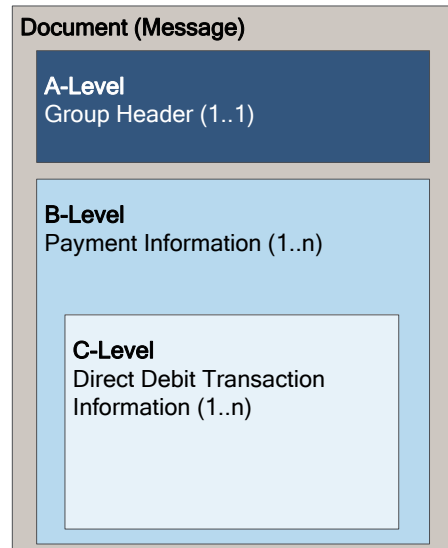 Document (Message)
A-Level
Group Header (1..1)
B-Level
Payment Information (1..n)
C-Level
Direct Debit Transaction
Information (1..n)